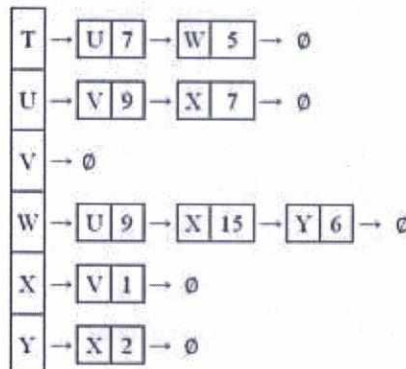 T → U 7 → W 5 → ∅
U → V 9 → X 7 → ∅
V → ∅
W → U 9 → X 15 → Y 6 → ∅
X → V 1 → ∅
Y → X 2 → ∅